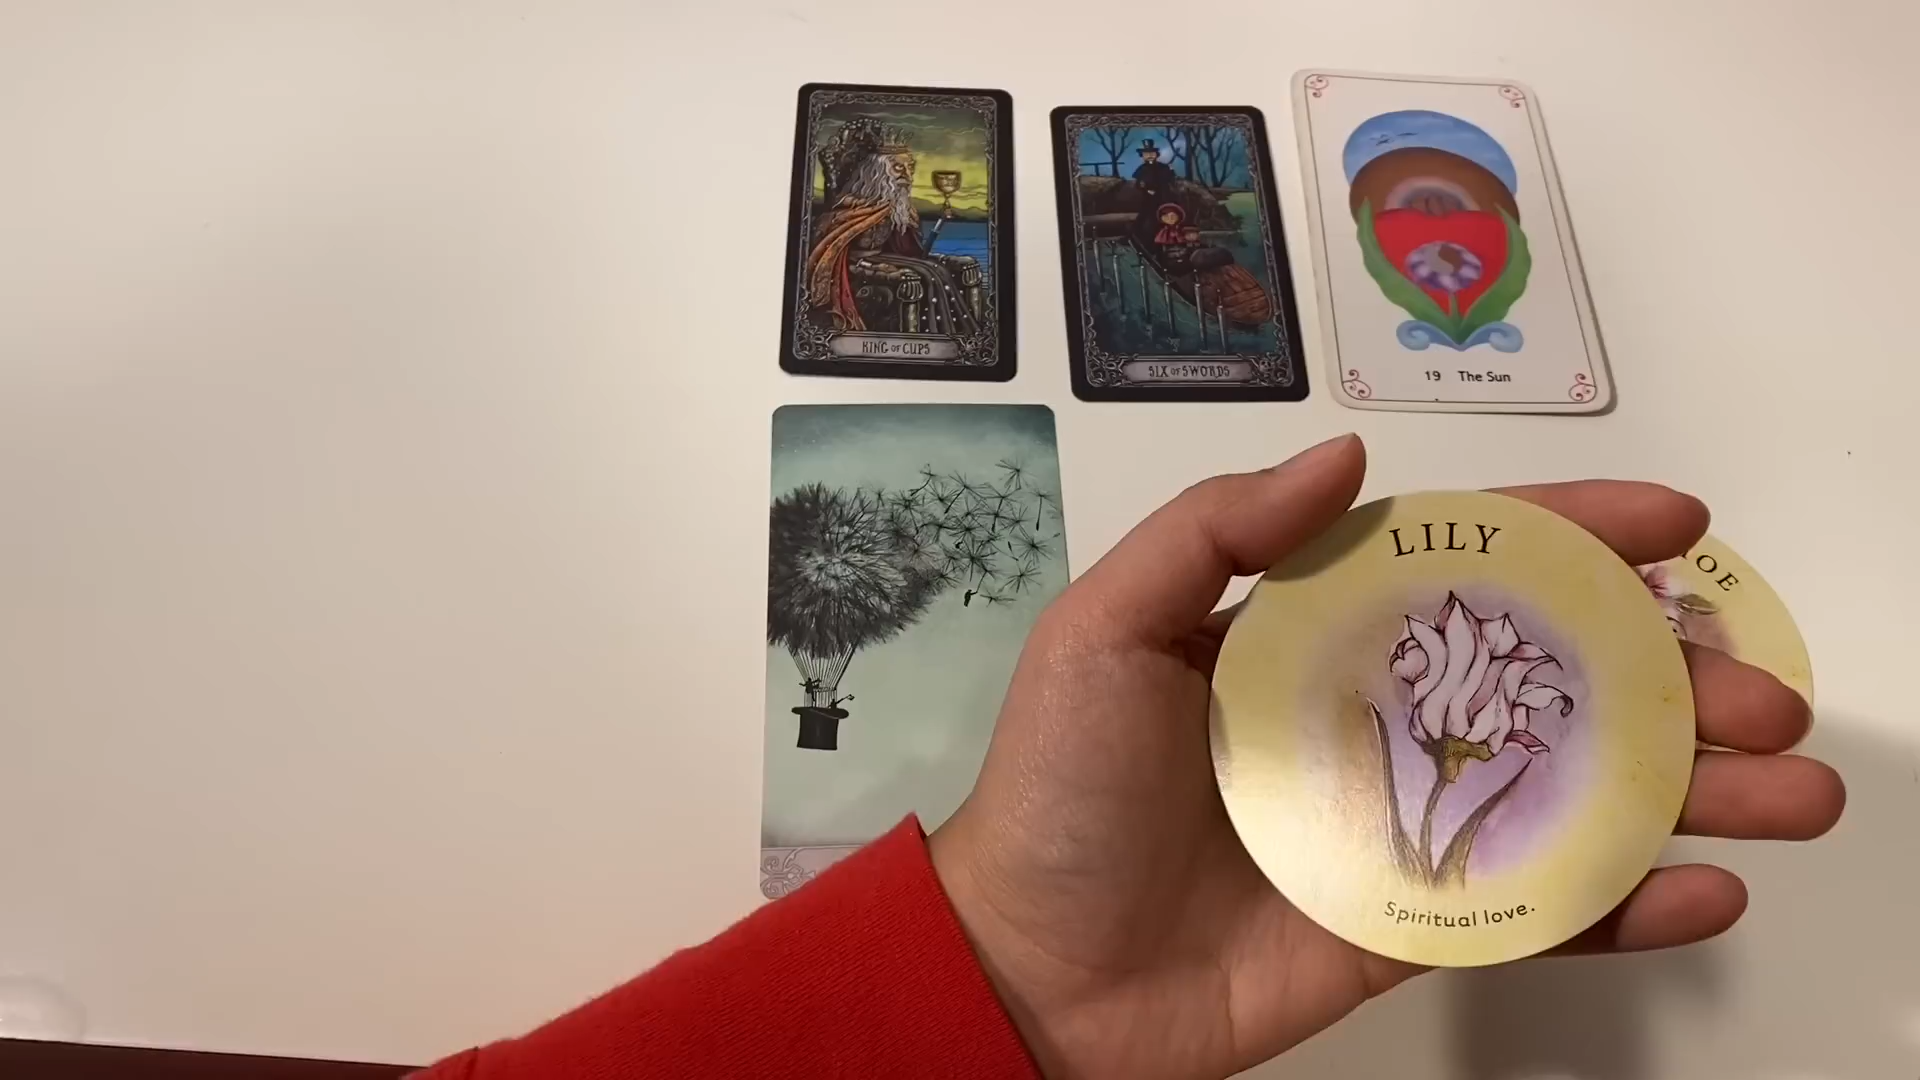 KING OF CUPS
SIX OF SWORDS
19 The Sun
LILY
Spiritual love.